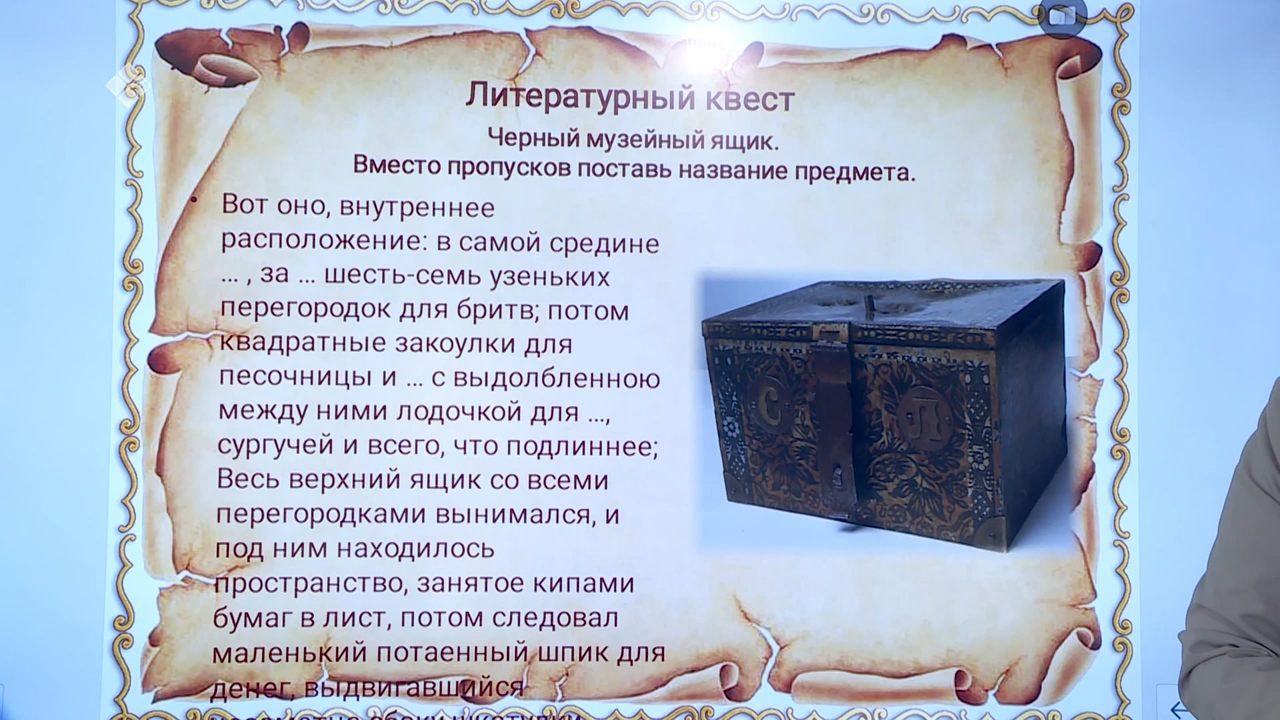 Литературный квест
Черный музейный ящик.
Вместо пропусков поставь название предмета.
• Вот оно, внутреннее
расположение: в самой средине
... , за ... шесть-семь узеньких
перегородок для бритв; потом
квадратные закоулки для
песочницы и ... с выдолбленною
между ними лодочкой для ...,
сургучей и всего, что подлиннее;
Весь верхний ящик со всеми
перегородками вынимался, и
под ним находилось
пространство, занятое кипами
бумаг в лист, потом следовал
маленький потаенный шпик для
денег, выдвигавшийся